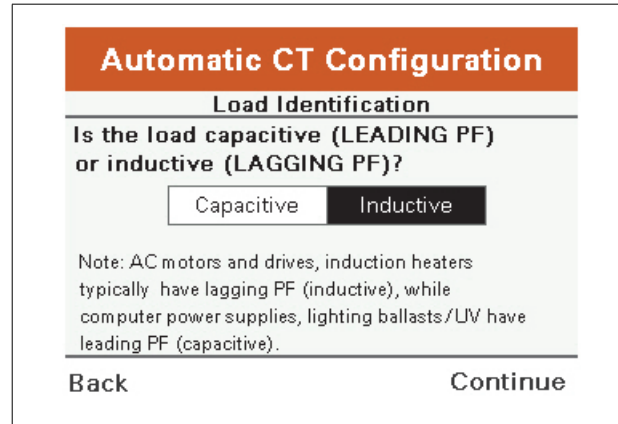 Automatic CT Configuration
Load Identification
Is the load capacitive (LEADING PF)
or inductive (LAGGING PF)?
Capacitive Inductive
Note: AC motors and drives, induction heaters
typically have lagging PF (inductive), while
computer power supplies, lighting ballasts/UV have
leading PF (capacitive).
Back Continue